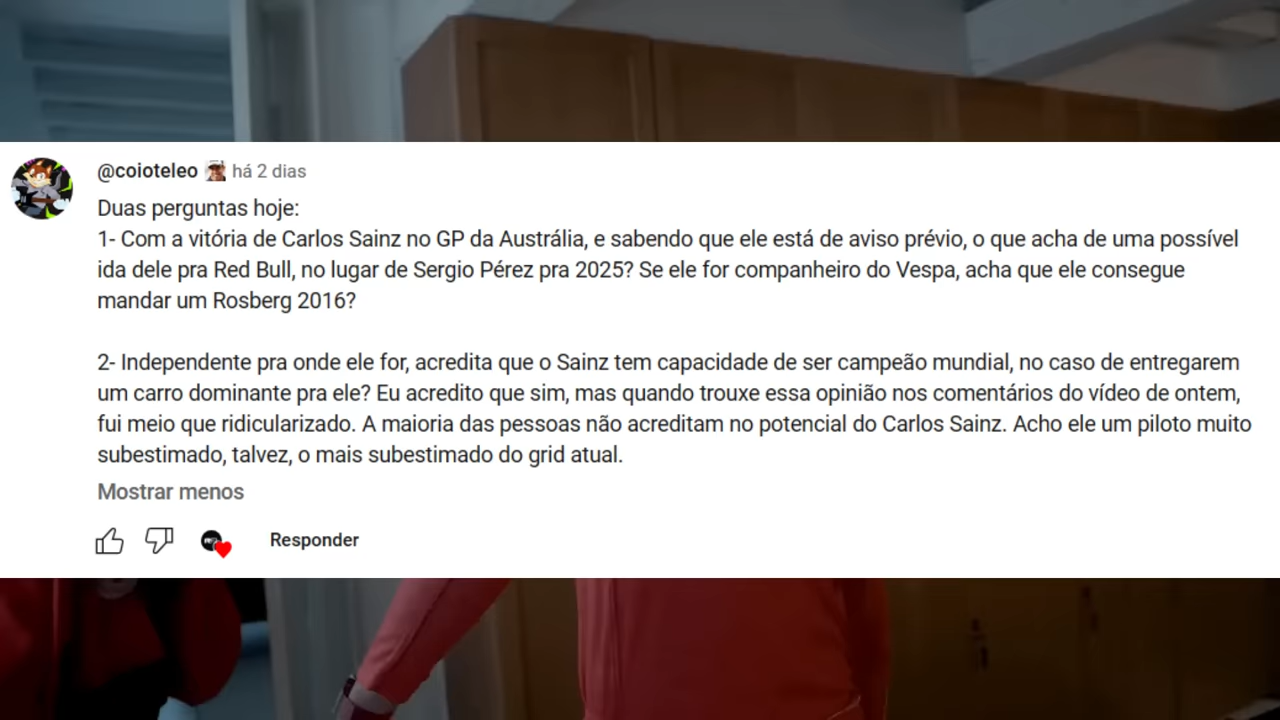 @coioteleo há 2 dias
Duas perguntas hoje:
1- Com a vitória de Carlos Sainz no GP da Austrália, e sabendo que ele está de aviso prévio, o que acha de uma possível
ida dele pra Red Bull, no lugar de Sergio Pérez pra 2025? Se ele for companheiro do Vespa, acha que ele consegue
mandar um Rosberg 2016?
2- Independente pra onde ele for, acredita que o Sainz tem capacidade de ser campeão mundial, no caso de entregarem
um carro dominante pra ele? Eu acredito que sim, mas quando trouxe essa opinião nos comentários do vídeo de ontem,
fui meio que ridicularizado. A maioria das pessoas não acreditam no potencial do Carlos Sainz. Acho ele um piloto muito
subestimado, talvez, o mais subestimado do grid atual.
Mostrar menos
Responder